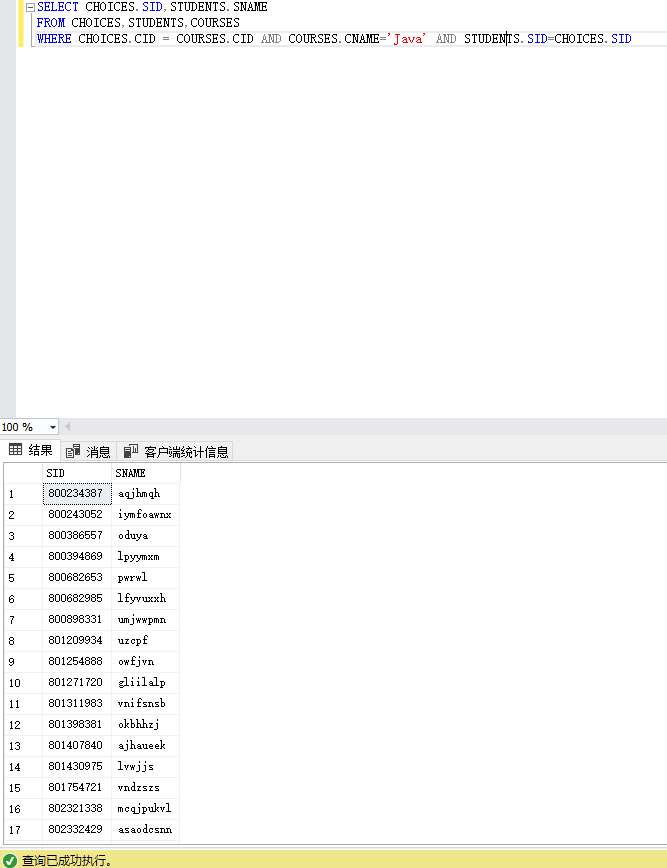 SELECT CHOICES.SID,STUDENTS.SNAME
FROM CHOICES,STUDENTS,COURSES
WHERE CHOICES.CID = COURSES.CID AND COURSES.CNAME='Java' AND STUDENTS.SID=CHOICES.SID
100 %
结果 消息 客户端统计信息
SID SNAME
1 800234387 aqjhmqh
2 800243052 iymfoawnx
3 800386557 oduya
4 800394869 lpyymxm
5 800682653 pwrwl
6 800682985 lfyvuxxh
7 800898331 umjwwpmn
8 801209934 uzcpf
9 801254888 owfjvn
10 801271720 gliilalp
11 801311983 vnifsnsb
12 801398381 okbhhzj
13 801407840 ajhaueek
14 801430975 lvwjjs
15 801754721 vndzszs
16 802321338 mcqjpukvl
17 802332429 asaodcsnn
查询已成功执行。